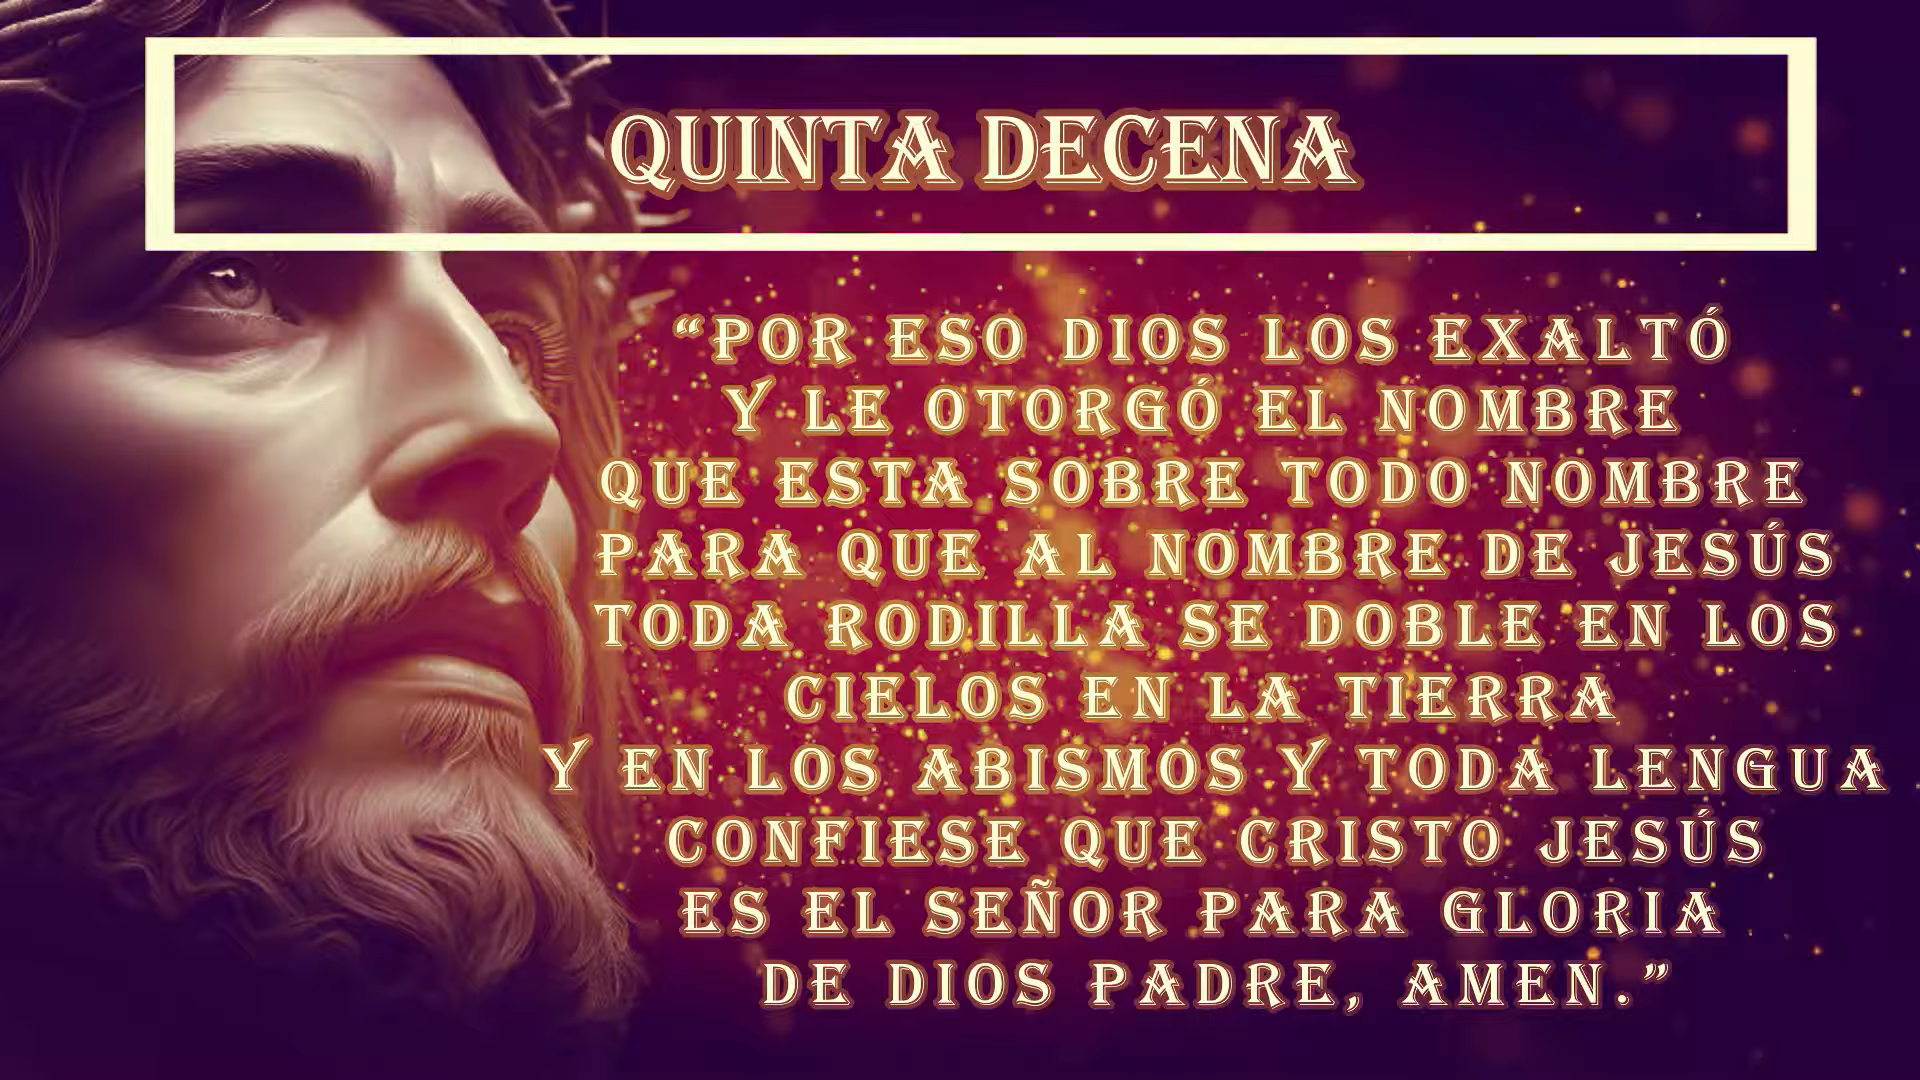 QUINTA DECENA
“POR ESO DIOS LOS EXALTÓ
Y LE OTORGÓ EL NOMBRE
QUE ESTA SOBRE TODO NOMBRE
PARA QUE AL NOMBRE DE JESÚS
TODA RODILLA SE DOBLE EN LOS
CIELOS EN LA TIERRA
Y EN LOS ABISMOS Y TODA LENGUA
CONFIESE QUE CRISTO JESÚS
ES EL SEÑOR PARA GLORIA
DE DIOS PADRE, AMEN.”